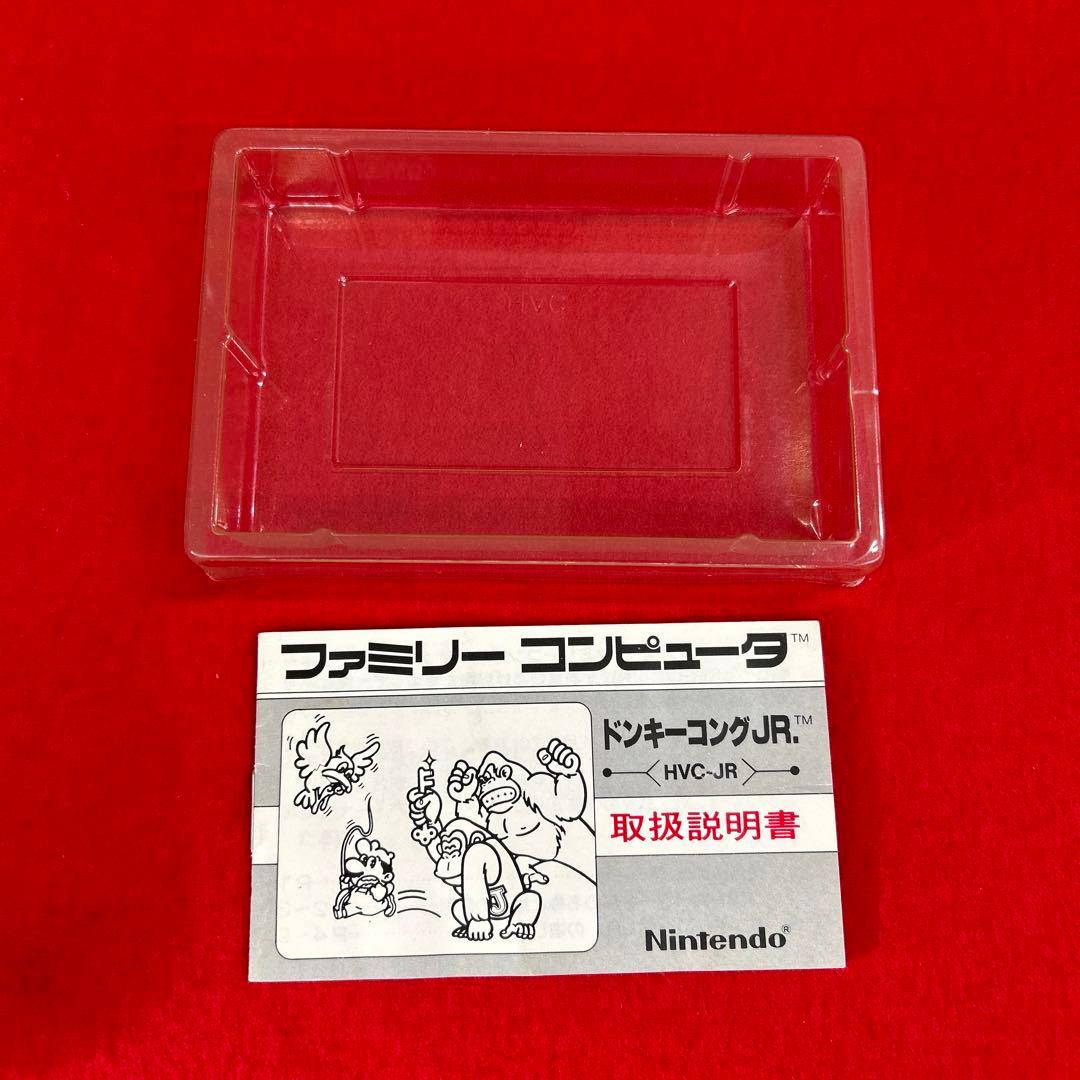 HVC
ファミリー コンピュータ™
ドンキーコングJR.™
HVC-JR
取扱説明書
J
Nintendo®